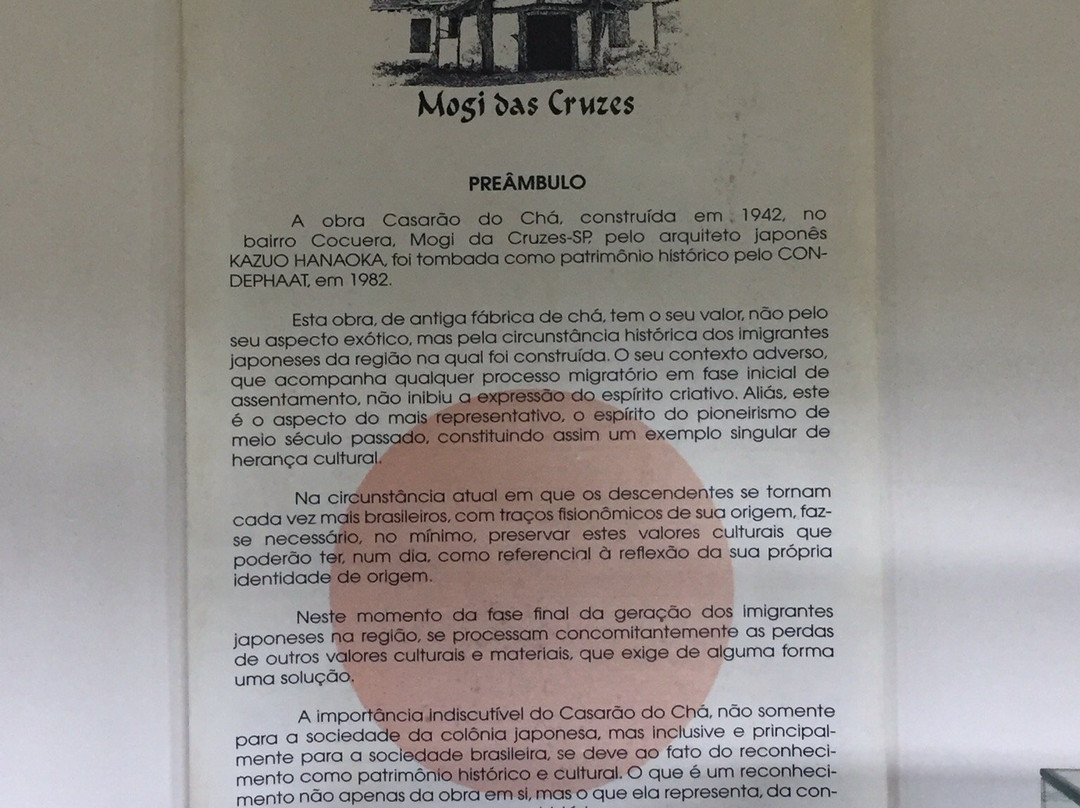 Mogi das Cruzes
PREÂMBULO
A obra Casarão do Chá, construída em 1942, no
bairro Cocuera, Mogi da Cruzes-SP, pelo arquiteto japonês
KAZUO HANAOKA, foi tombada como patrimônio histórico pelo CON-
DEPHAAT, em 1982.
Esta obra, de antiga fábrica de chá, tem o seu valor, não pelo
seu aspecto exótico, mas pela circunstância histórica dos imigrantes
japoneses da região na qual foi construída. O seu contexto adverso,
que acompanha qualquer processo migratório em fase inicial de
assentamento, não inibiu a expressão do espírito criativo. Aliás, este
é o aspecto do mais representativo, o espírito do pioneirismo de
meio século passado, constituindo assim um exemplo singular de
herança cultural.
Na circunstância atual em que os descendentes se tornam
cada vez mais brasileiros, com traços fisionômicos de sua origem, faz-
se necessário, no mínimo, preservar estes valores culturais que
poderão ter, num dia, como referencial à reflexão da sua própria
identidade de origem.
Neste momento da fase final da geração dos imigrantes
japoneses na região, se processam concomitantemente as perdas
de outros valores culturais e materiais, que exige de alguma forma
uma solução.
A importância indiscutível do Casarão do Chá, não somente
para a sociedade da colônia japonesa, mas inclusive e principal-
mente para a sociedade brasileira, se deve ao fato do reconheci-
mento como patrimônio histórico e cultural. O que é um reconheci-
mento não apenas da obra em si, mas o que ela representa, da con-